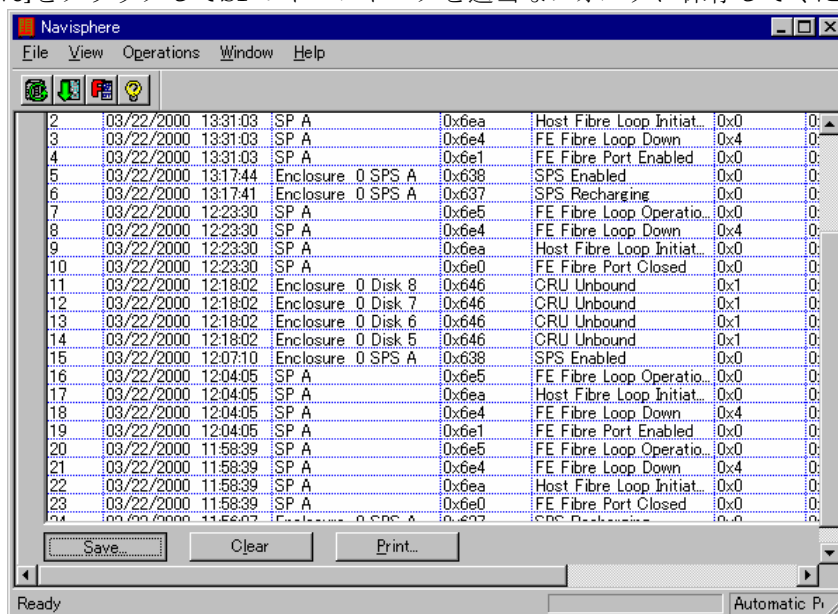 Navisphere
File View Operations Window Help
2 03/22/2000 13:31:03 SP A 0x6ea Host Fibre Loop Initiat... 0x0
3 03/22/2000 13:31:03 SP A 0x6e4 FE Fibre Loop Down 0x4
4 03/22/2000 13:31:03 SP A 0x6e1 FE Fibre Port Enabled 0x0
5 03/22/2000 13:17:44 Enclosure 0 SPS A 0x638 SPS Enabled 0x0
6 03/22/2000 13:17:41 Enclosure 0 SPS A 0x637 SPS Recharging 0x0
7 03/22/2000 12:23:30 SP A 0x6e5 FE Fibre Loop Operatio... 0x0
8 03/22/2000 12:23:30 SP A 0x6e4 FE Fibre Loop Down 0x4
9 03/22/2000 12:23:30 SP A 0x6ea Host Fibre Loop Initiat... 0x0
10 03/22/2000 12:23:30 SP A 0x6e0 FE Fibre Port Closed 0x0
11 03/22/2000 12:18:02 Enclosure 0 Disk 8 0x646 CRU Unbound 0x1
12 03/22/2000 12:18:02 Enclosure 0 Disk 7 0x646 CRU Unbound 0x1
13 03/22/2000 12:18:02 Enclosure 0 Disk 6 0x646 CRU Unbound 0x1
14 03/22/2000 12:18:02 Enclosure 0 Disk 5 0x646 CRU Unbound 0x1
15 03/22/2000 12:07:10 Enclosure 0 SPS A 0x638 SPS Enabled 0x0
16 03/22/2000 12:04:05 SP A 0x6e5 FE Fibre Loop Operatio... 0x0
17 03/22/2000 12:04:05 SP A 0x6ea Host Fibre Loop Initiat... 0x0
18 03/22/2000 12:04:05 SP A 0x6e4 FE Fibre Loop Down 0x4
19 03/22/2000 12:04:05 SP A 0x6e1 FE Fibre Port Enabled 0x0
20 03/22/2000 11:58:39 SP A 0x6e5 FE Fibre Loop Operatio... 0x0
21 03/22/2000 11:58:39 SP A 0x6e4 FE Fibre Loop Down 0x4
22 03/22/2000 11:58:39 SP A 0x6ea Host Fibre Loop Initiat... 0x0
23 03/22/2000 11:58:39 SP A 0x6e0 FE Fibre Port Closed 0x0
Save... Clear Print...
Ready Automatic